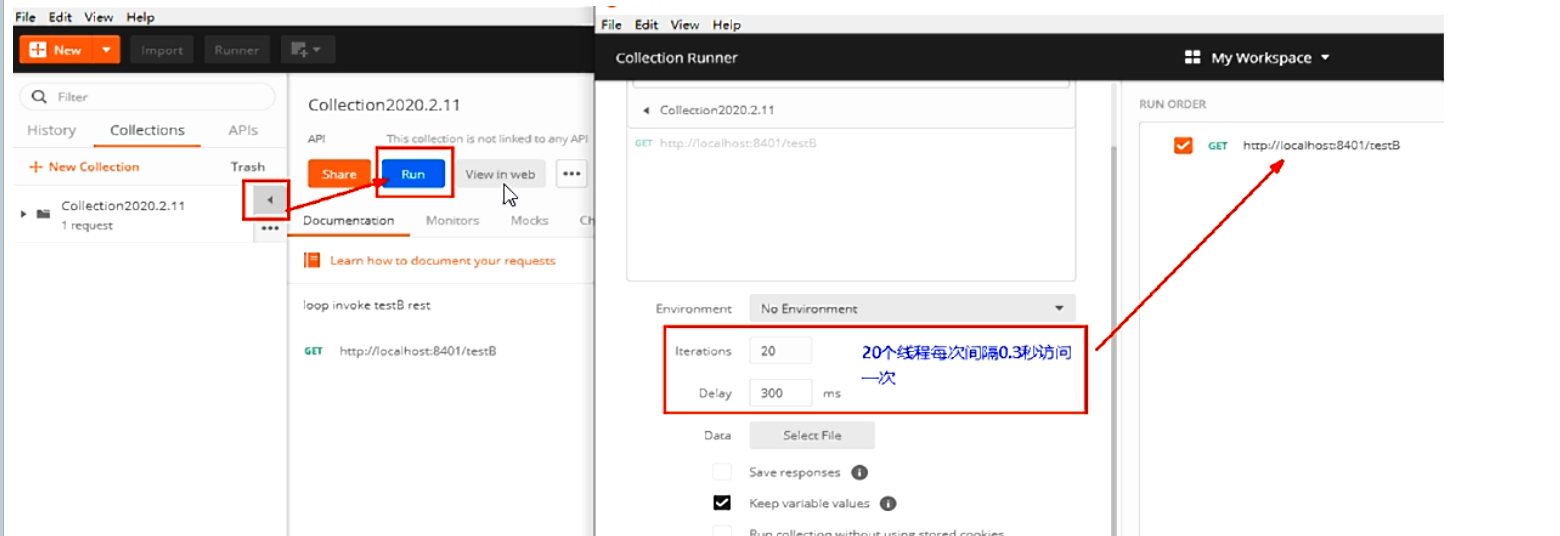 File Edit View Help
New Import Runner
Filter
History Collections APIs
New Collection Trash
Collection2020.2.11
1 request
Collection2020.2.11
API This collection is not linked to any API
Share Run View in web
Documentation Monitors Mocks Ch
Learn how to document your requests
loop invoke testB rest
GET http://localhost:8401/testB
File Edit View Help
Collection Runner My Workspace
Collection2020.2.11
GET http://localhost:8401/testB
Environment No Environment
Iterations 20
Delay 300 ms
20个线程每次间隔0.3秒访问
一次
Data Select File
Save responses
Keep variable values
Run collection without using stored cookies
RUN ORDER
GET http://localhost:8401/testB